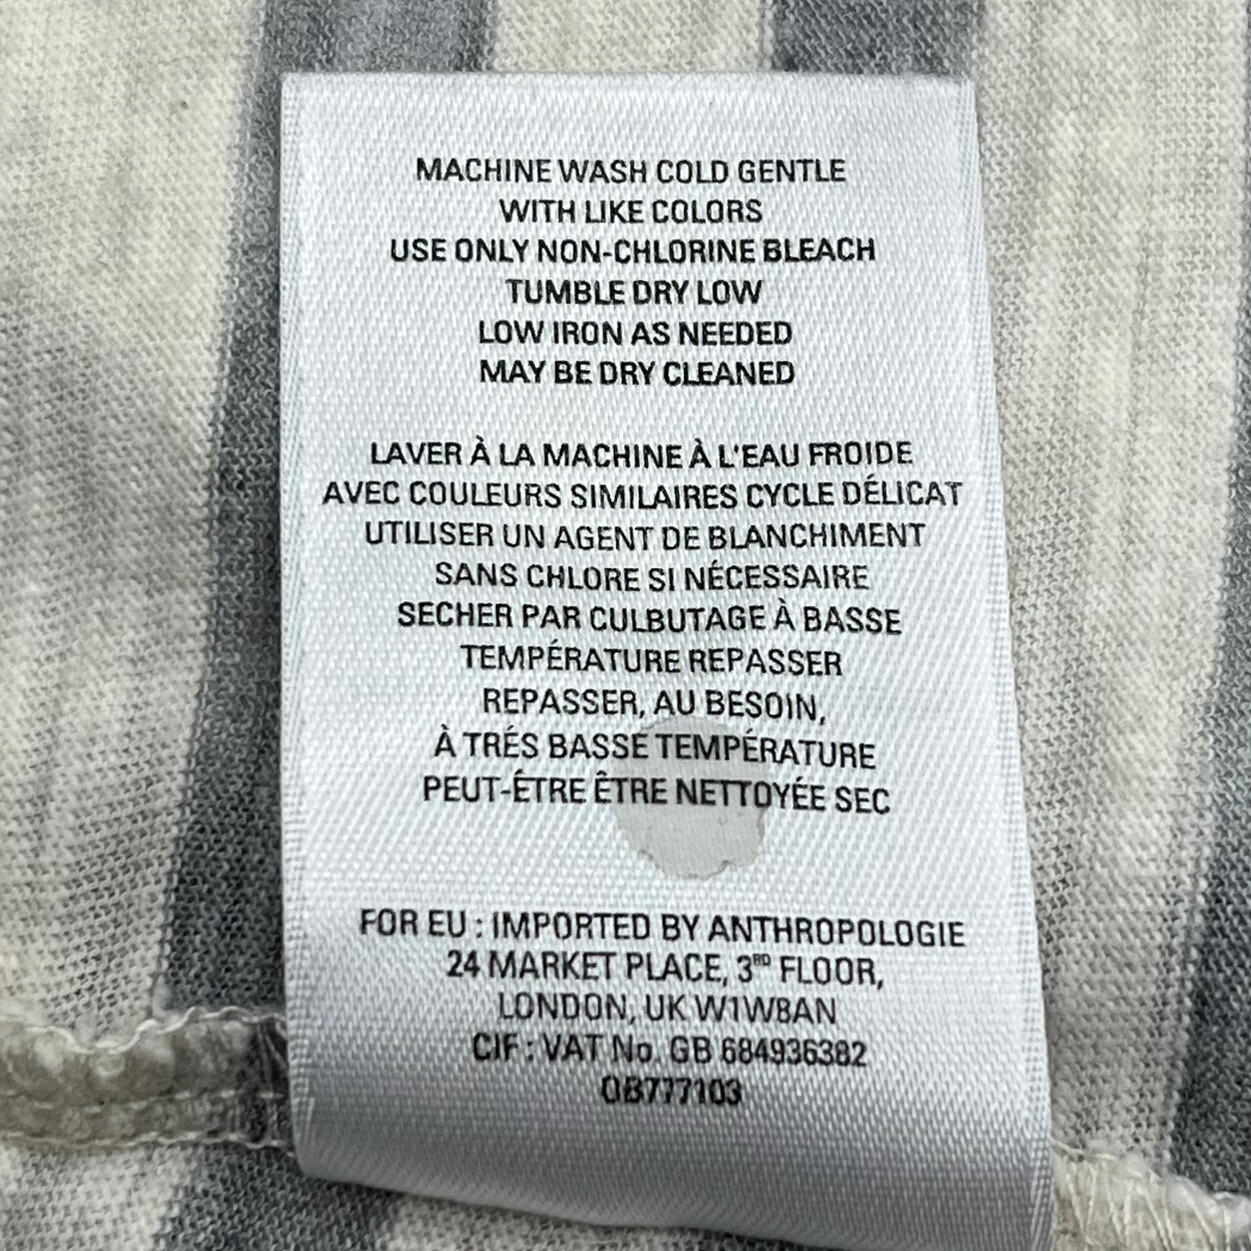 MACHINE WASH COLD GENTLE
WITH LIKE COLORS
USE ONLY NON-CHLORINE BLEACH
TUMBLE DRY LOW
LOW IRON AS NEEDED
MAY BE DRY CLEANED
LAVER À LA MACHINE À L'EAU FROIDE
AVEC COULEURS SIMILAIRES CYCLE DÉLICAT
UTILISER UN AGENT DE BLANCHIMENT
SANS CHLORE SI NÉCESSAIRE
SECHER PAR CULBUTAGE À BASSE
TEMPÉRATURE REPASSER
REPASSER, AU BESOIN,
À TRÉS BASSE TEMPÉRATURE
PEUT-ÊTRE ÊTRE NETTOYÉE SEC
FOR EU : IMPORTED BY ANTHROPOLOGIE
24 MARKET PLACE, 3RD FLOOR,
LONDON, UK W1W8AN
CIF : VAT No. GB 684936382
0B777103